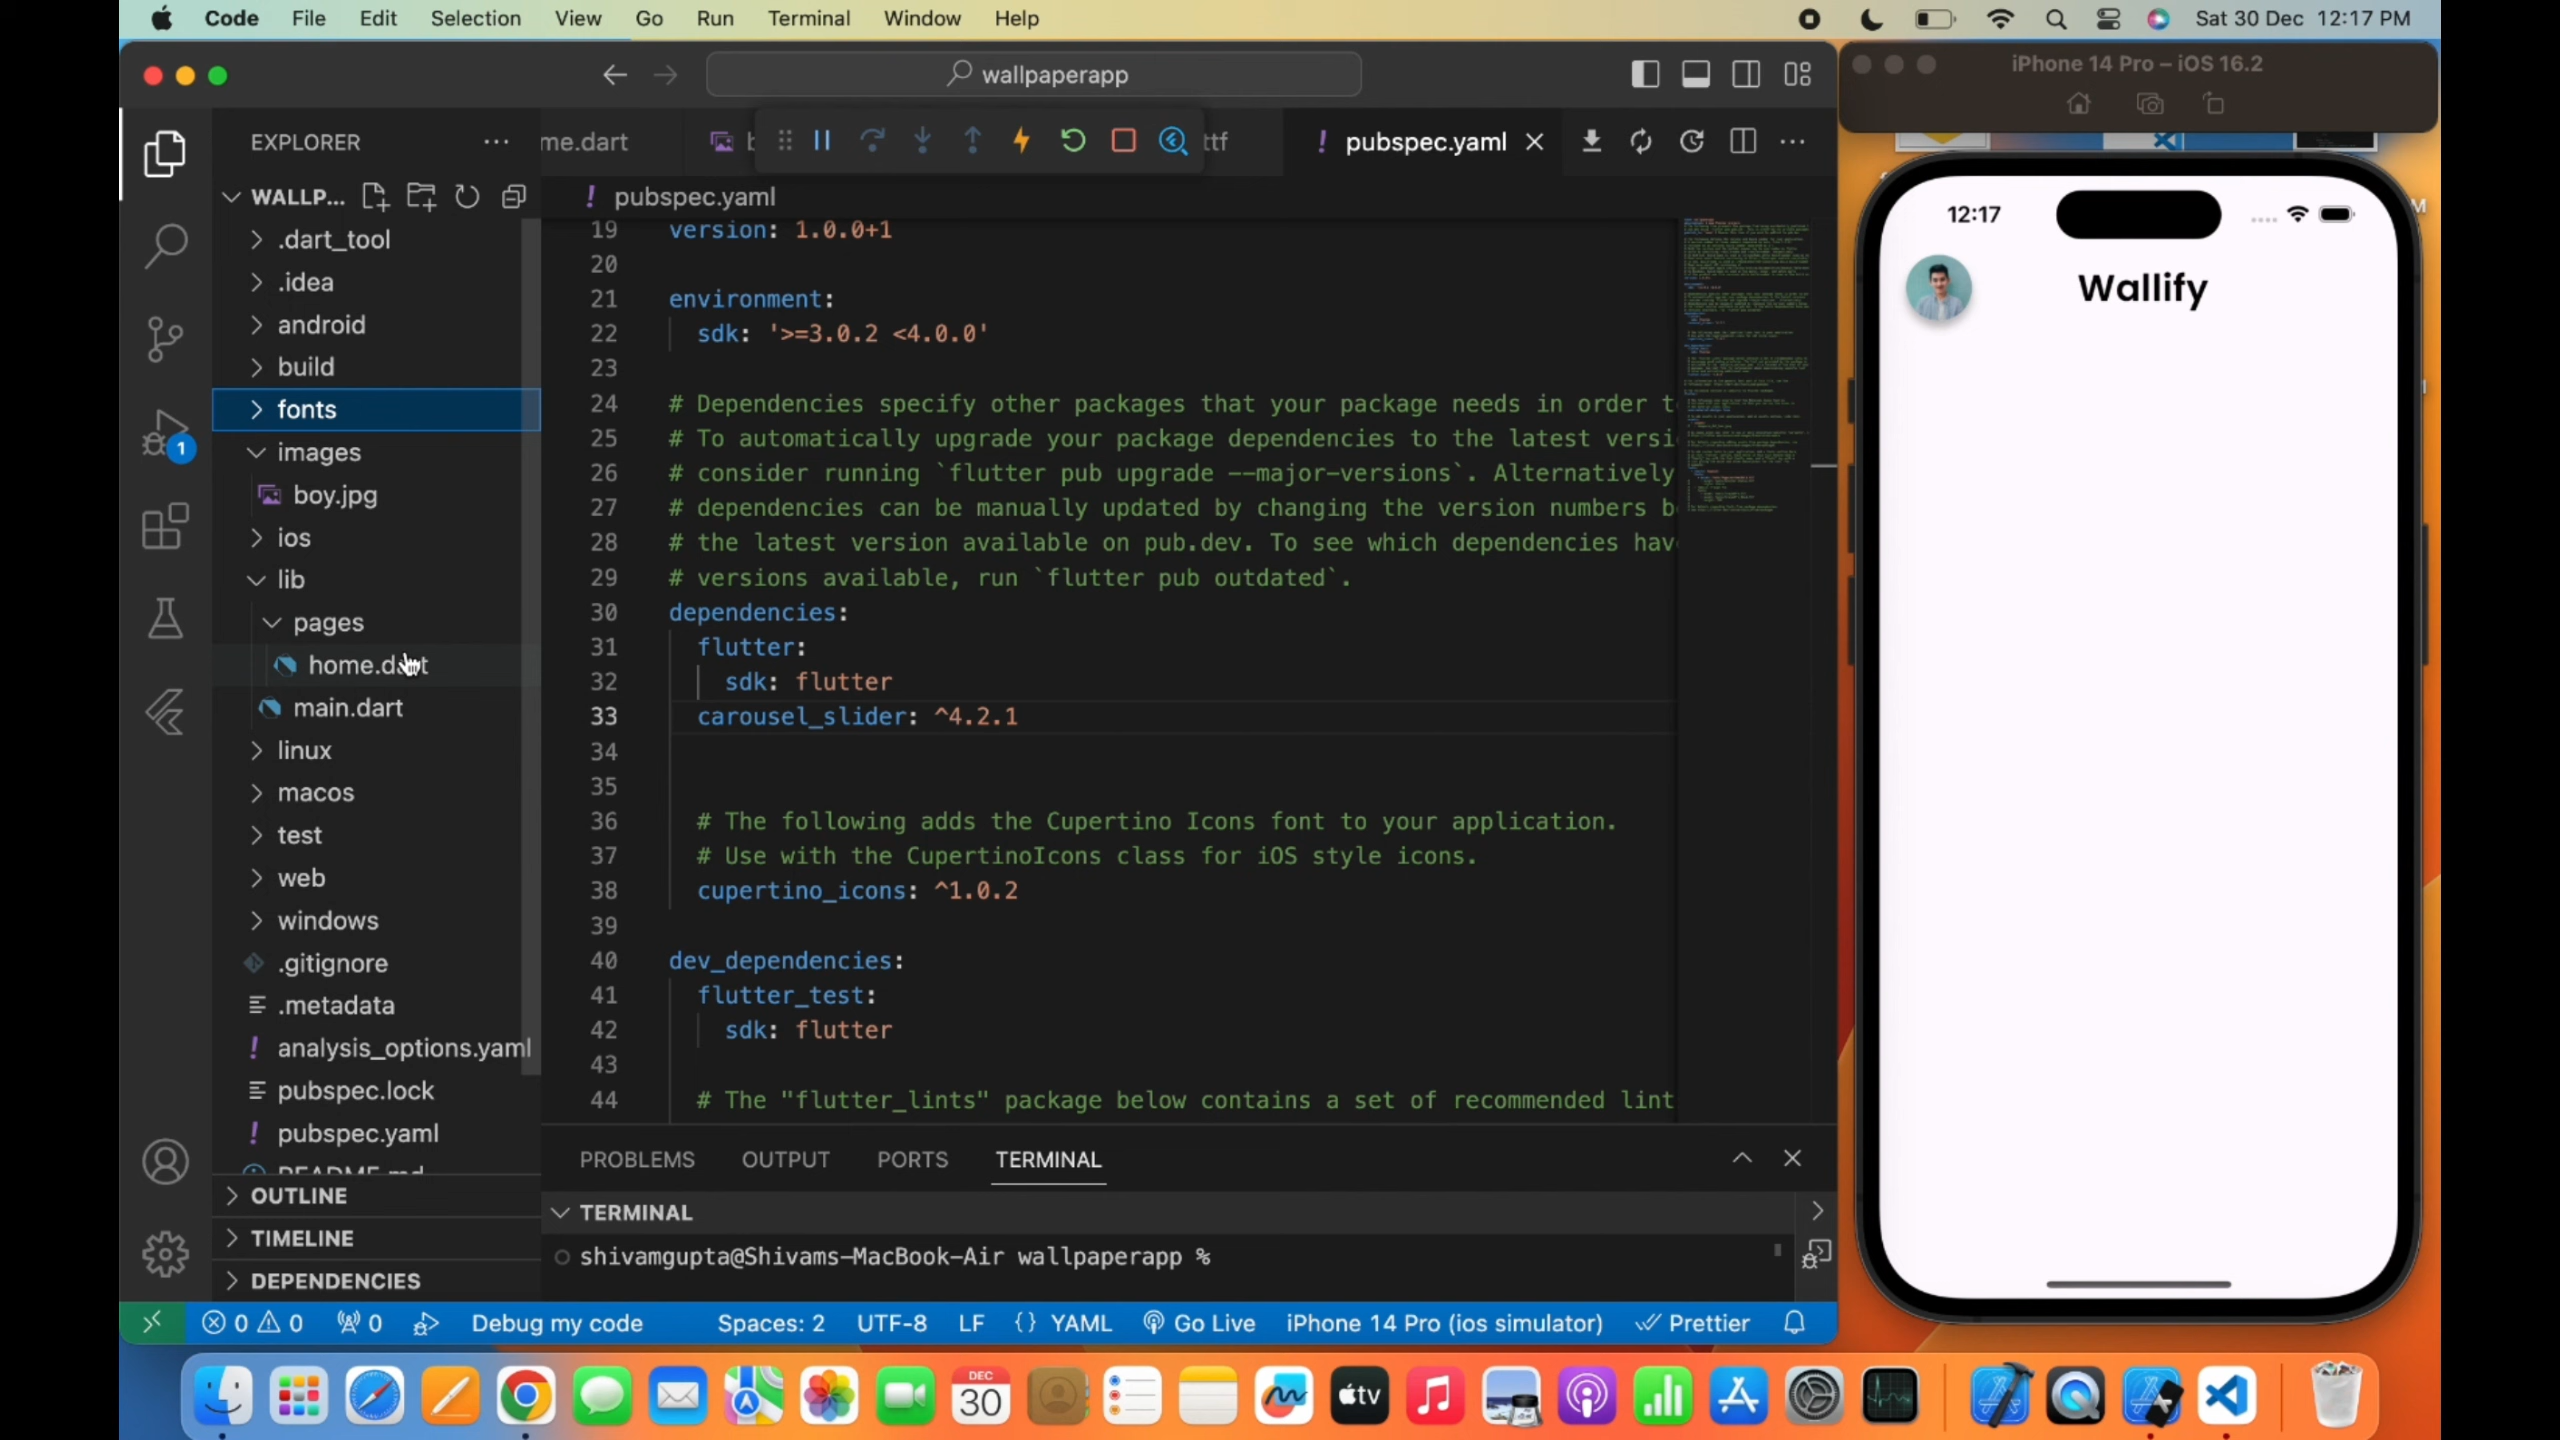 Code File Edit Selection View Go Run Terminal Window Help
Sat 30 Dec 12:17 PM
wallpaperapp
EXPLORER
me.dart
ttf
pubspec.yaml
WALLP...
.dart_tool
.idea
android
build
fonts
images
boy.jpg
ios
lib
pages
home.dart
main.dart
linux
macos
test
web
windows
.gitignore
.metadata
analysis_options.yaml
pubspec.lock
pubspec.yaml
README.md
OUTLINE
TIMELINE
DEPENDENCIES
1
pubspec.yaml
19 version: 1.0.0+1
20
21 environment:
22 sdk: '>=3.0.2 <4.0.0'
23
24 # Dependencies specify other packages that your package needs in order
25 # To automatically upgrade your package dependencies to the latest versi
26 # consider running `flutter pub upgrade --major-versions`. Alternatively
27 # dependencies can be manually updated by changing the version numbers
28 # the latest version available on pub.dev. To see which dependencies hav
29 # versions available, run `flutter pub outdated`.
30 dependencies:
31 flutter:
32 sdk: flutter
33 carousel_slider: ^4.2.1
34
35
36 # The following adds the Cupertino Icons font to your application.
37 # Use with the CupertinoIcons class for iOS style icons.
38 cupertino_icons: ^1.0.2
39
40 dev_dependencies:
41 flutter_test:
42 sdk: flutter
43
44 # The "flutter_lints" package below contains a set of recommended lint
PROBLEMS OUTPUT PORTS TERMINAL
TERMINAL
shivamgupta@Shivams-MacBook-Air wallpaperapp %
0 0 0 Debug my code Spaces: 2 UTF-8 LF {} YAML Go Live iPhone 14 Pro (ios simulator) Prettier
iPhone 14 Pro – iOS 16.2
12:17
Wallify
DEC
30
tv